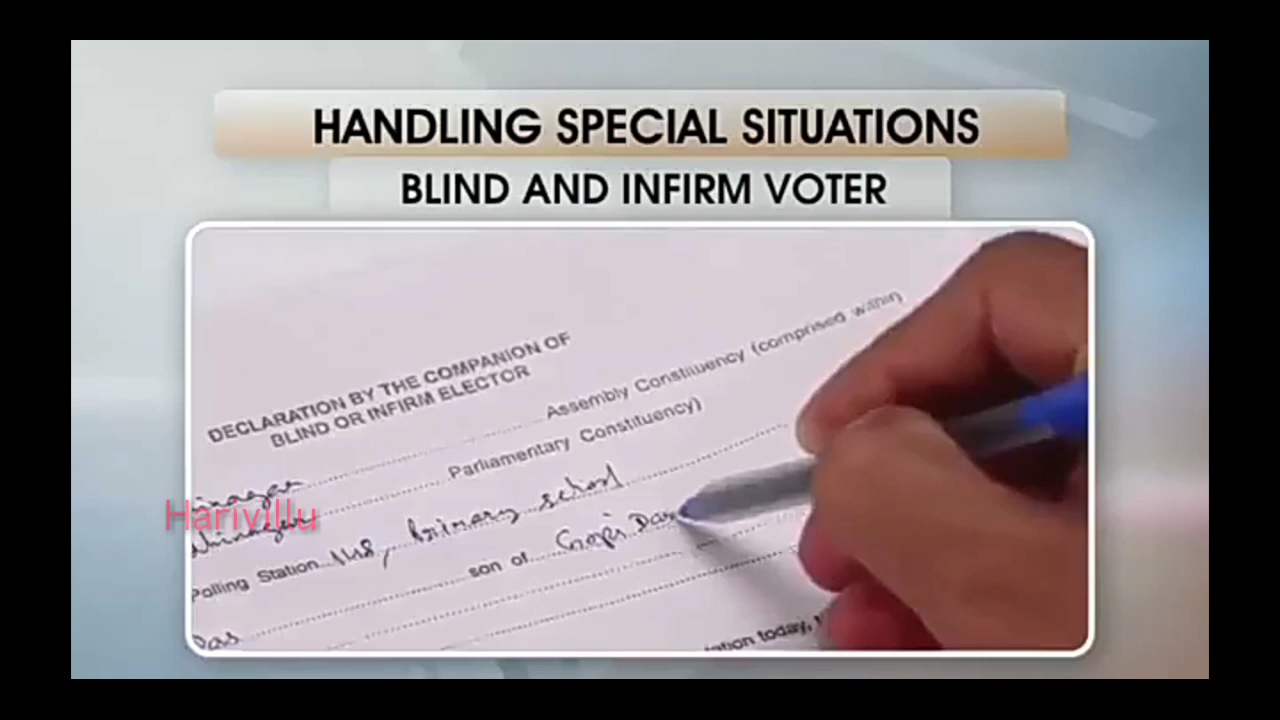 HANDLING SPECIAL SITUATIONS
BLIND AND INFIRM VOTER
DECLARATION BY THE COMPANION OF
BLIND OR INFIRM ELECTOR
Assembly Constituency (comprised within
Parliamentary Constituency)
Harivillu
Polling Station 148, primary school
son of Gopi Das
Das